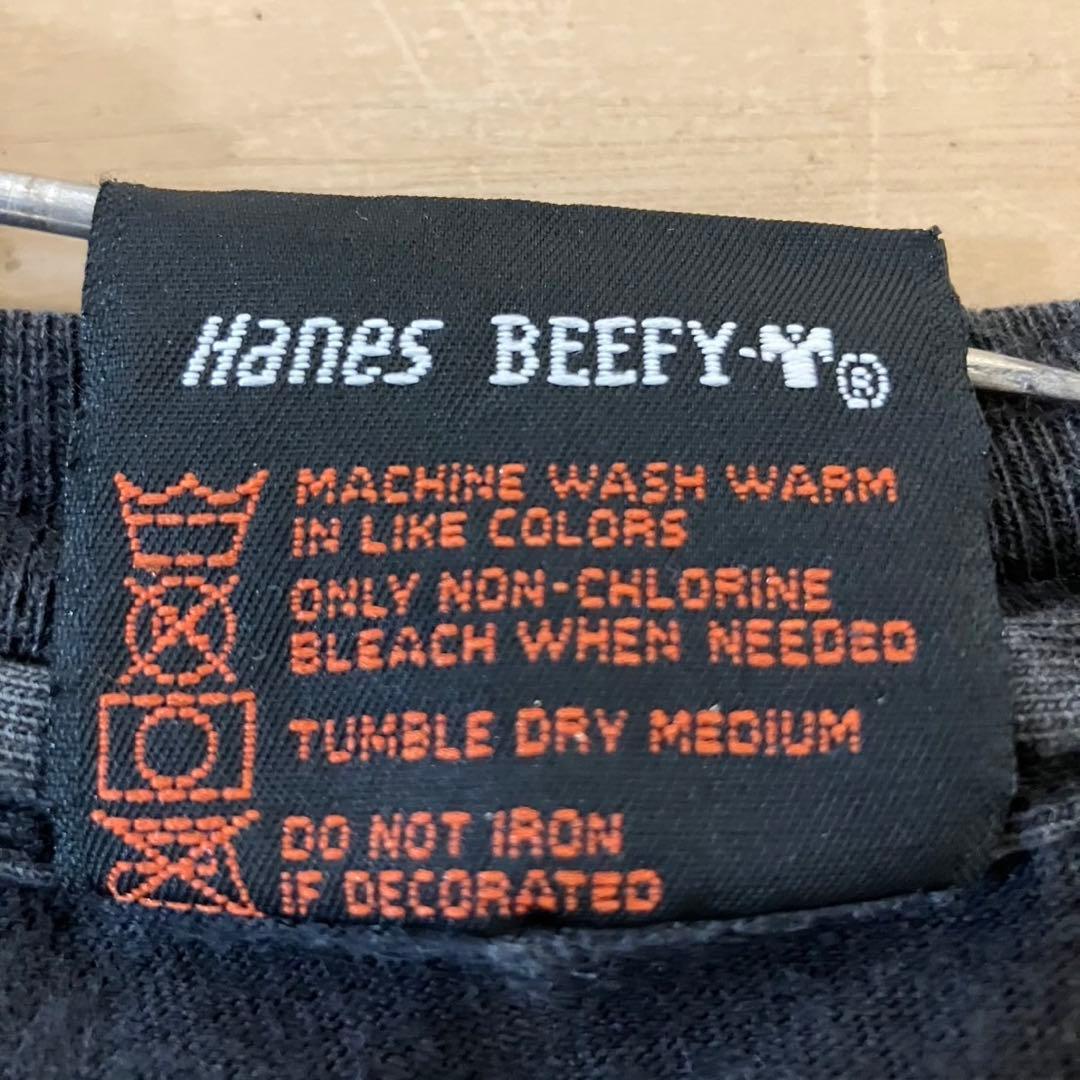 Hanes BEEFY-®
MACHINE WASH WARM
IN LIKE COLORS
ONLY NON-CHLORINE
BLEACH WHEN NEEDED
TUMBLE DRY MEDIUM
DO NOT IRON
IF DECORATED